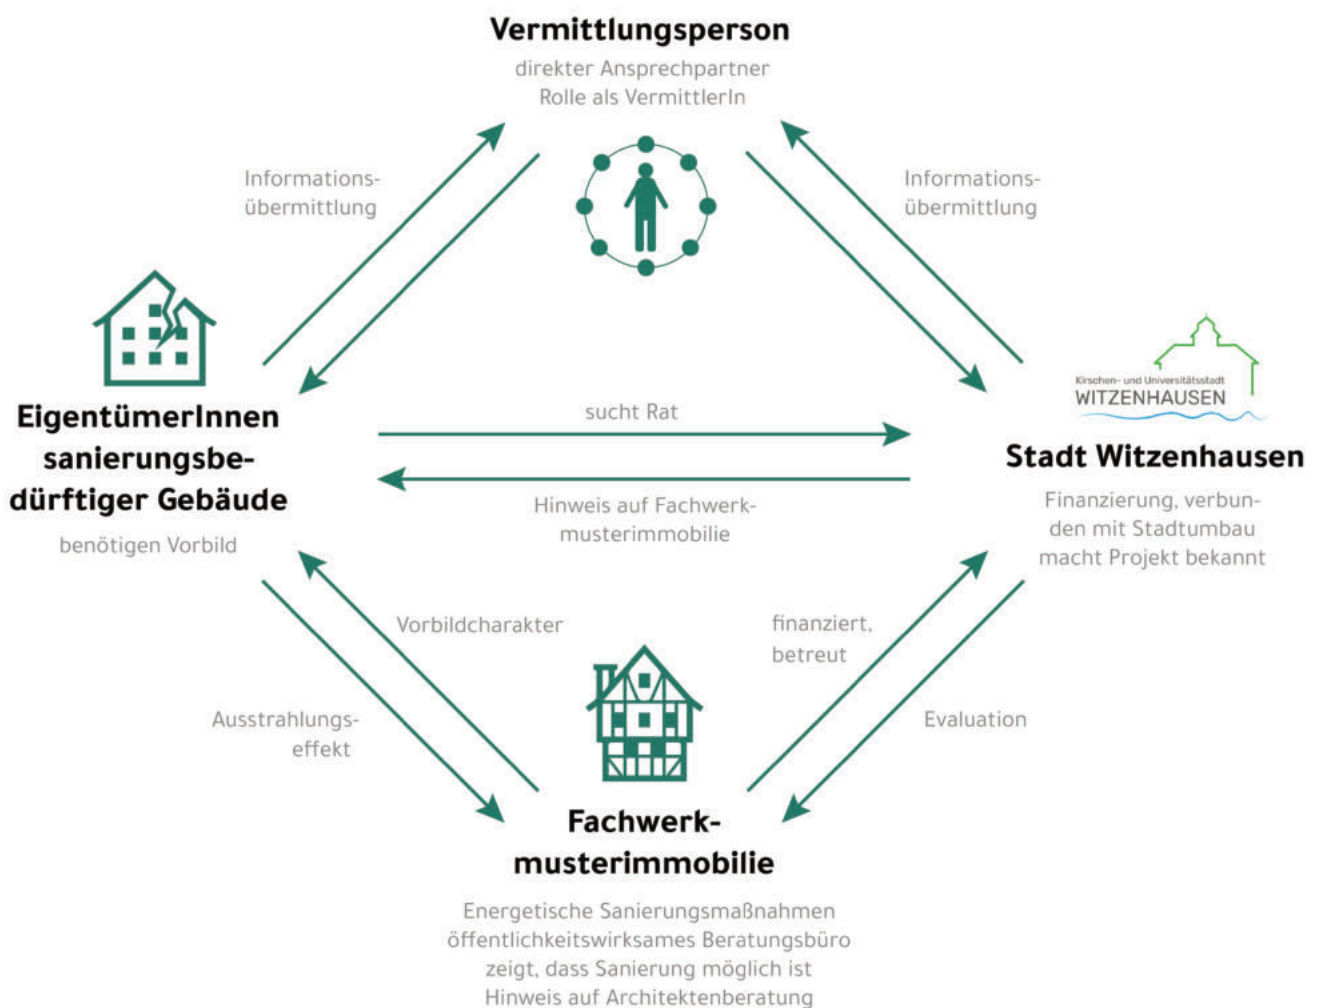 Vermittlungsperson
direkter Ansprechpartner
Rolle als VermittlerIn
Informations-
übermittlung
Informations-
übermittlung
EigentümerInnen
sanierungsbe-
dürftiger Gebäude
benötigen Vorbild
sucht Rat
Hinweis auf Fachwerk-
musterimmobilie
Kirschen- und Universitätsstadt
WITZENHAUSEN
Stadt Witzenhausen
Finanzierung, verbun-
den mit Stadtumbau
macht Projekt bekannt
Vorbildcharakter
Ausstrahlungs-
effekt
finanziert,
betreut
Evaluation
Fachwerk-
musterimmobilie
Energetische Sanierungsmaßnahmen
öffentlichkeitswirksames Beratungsbüro
zeigt, dass Sanierung möglich ist
Hinweis auf Architektenberatung